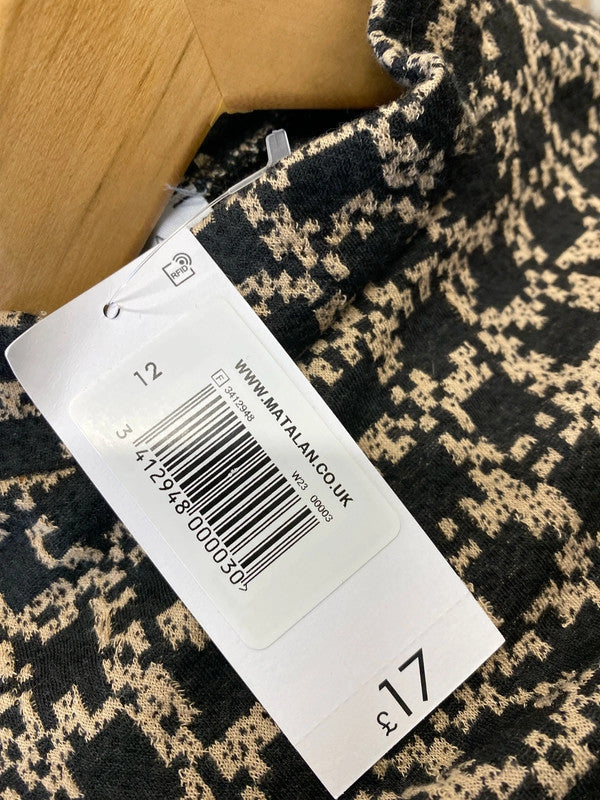 RFID
WWW.MATALAN.CO.UK
12
F 3412948
W23 00003
3 412948 000030 >
£17